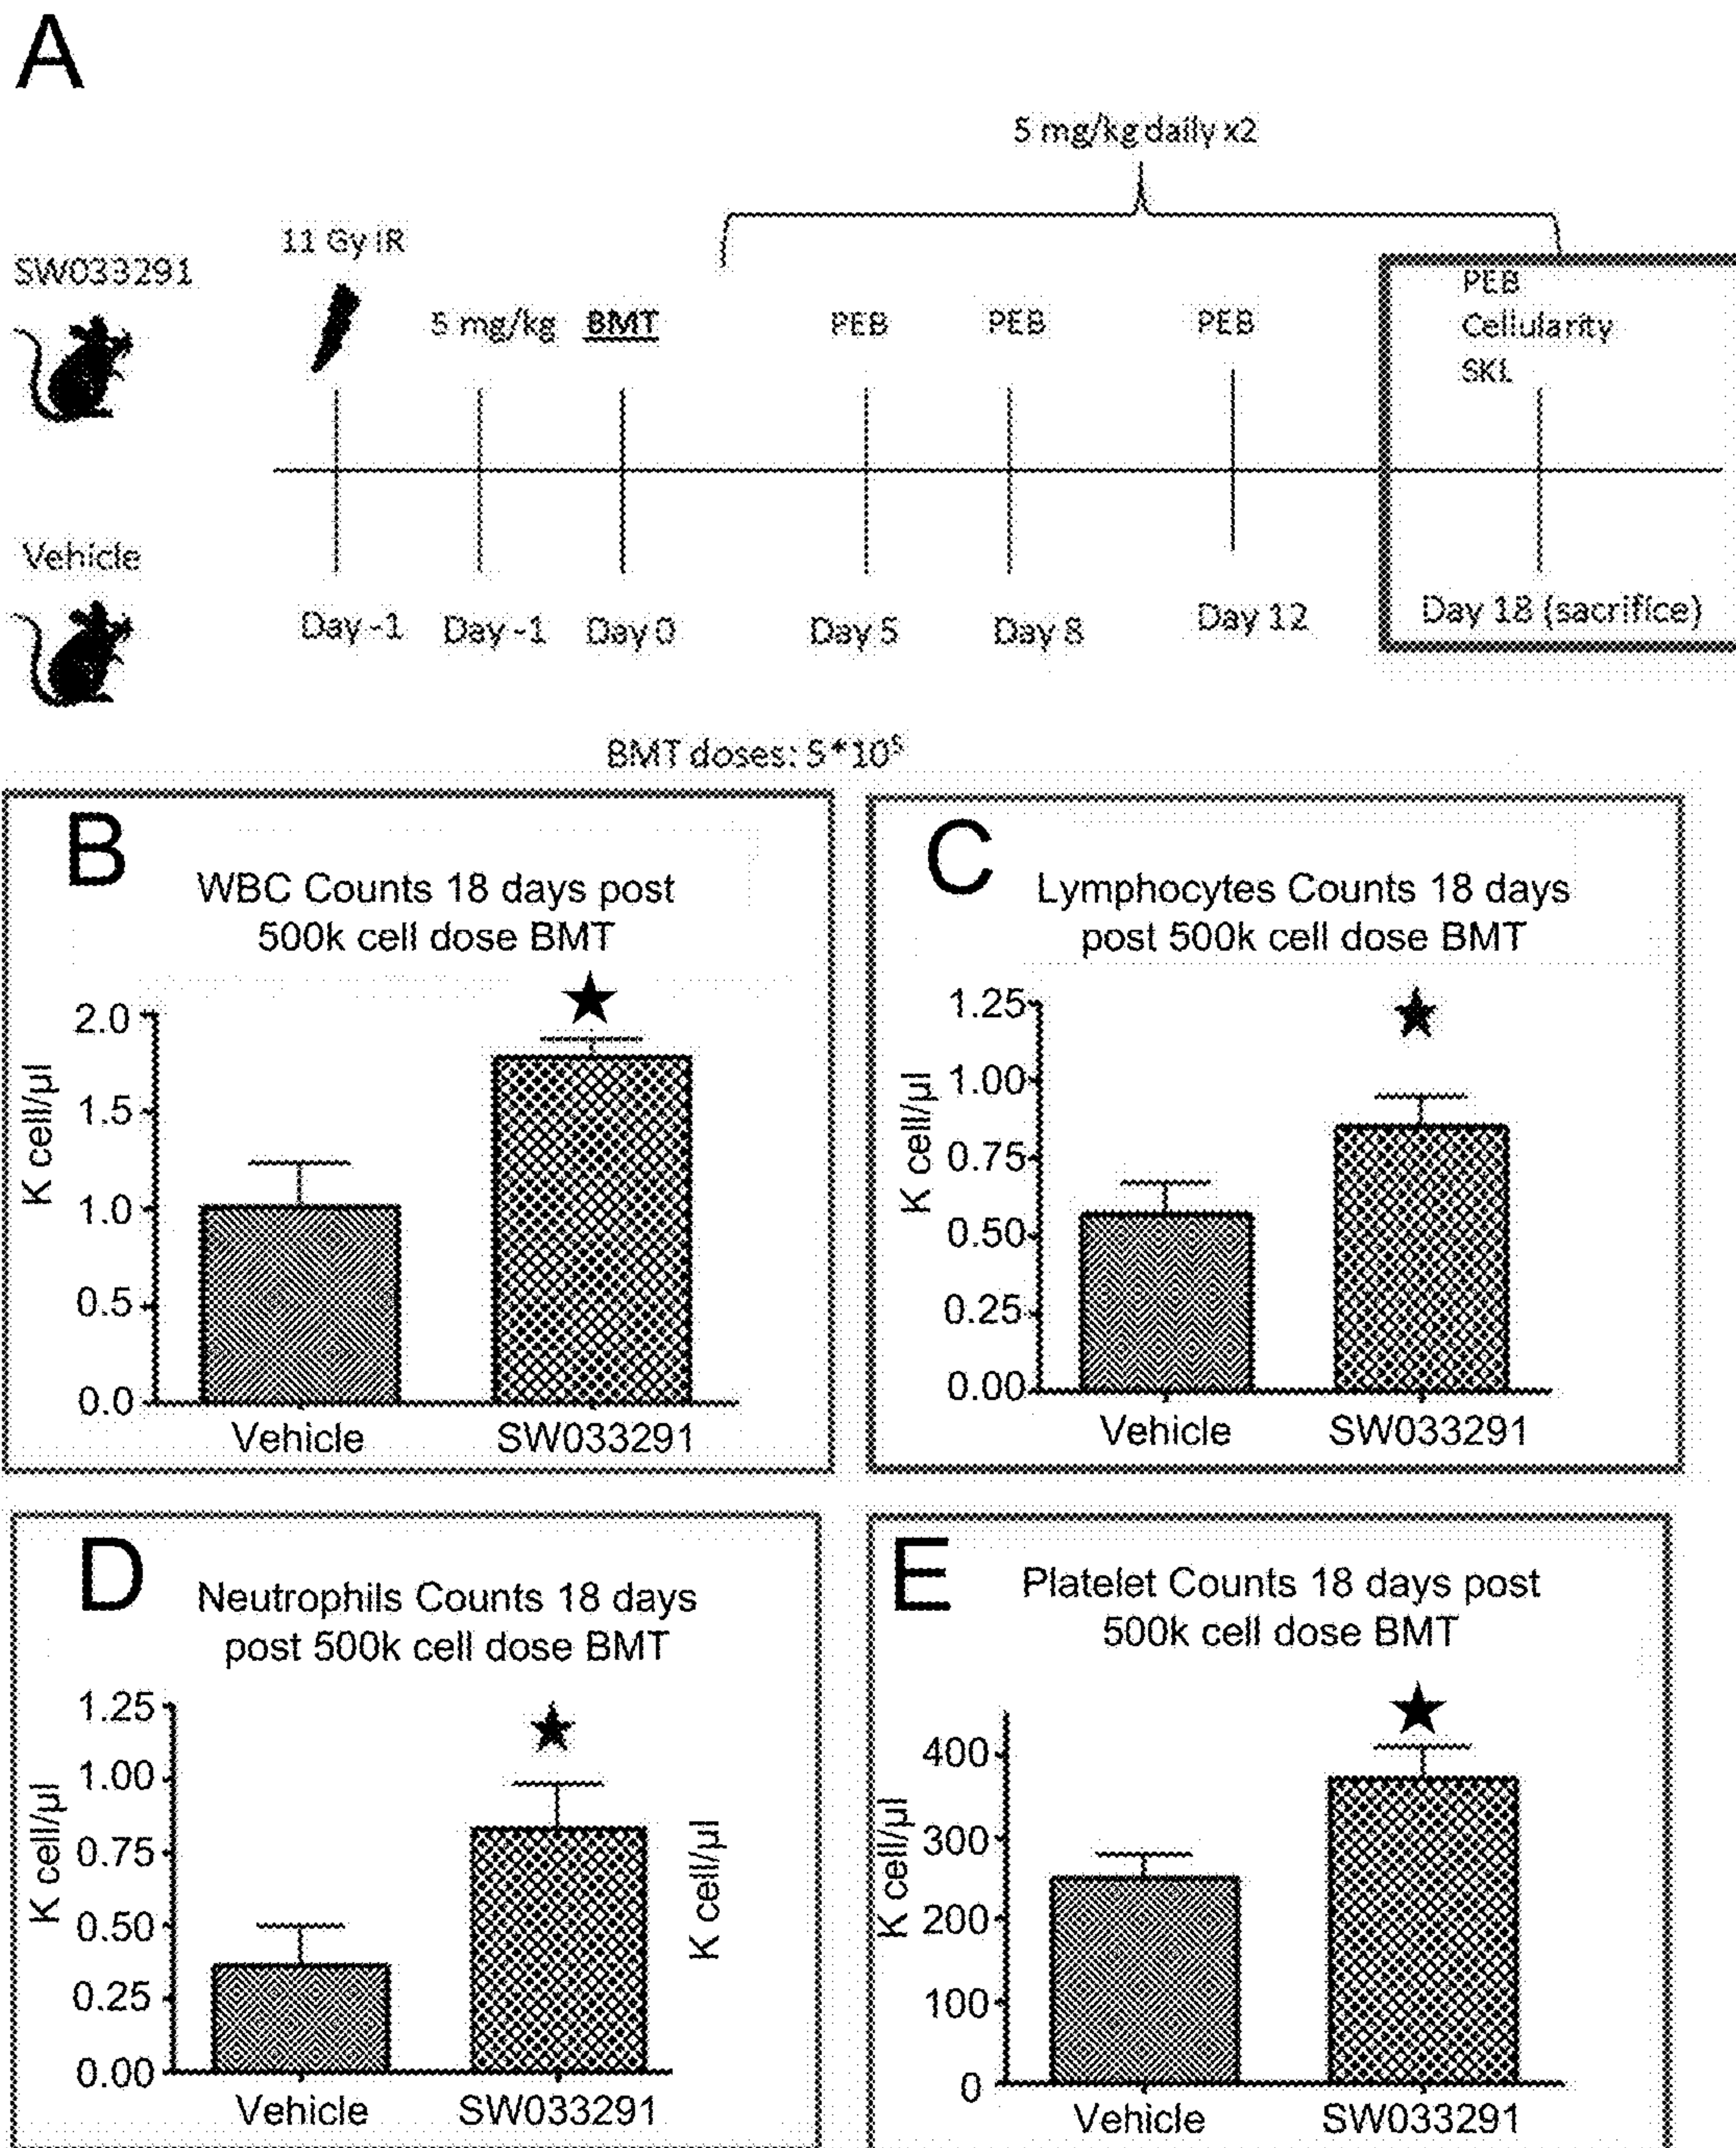 A
5 mg/kg daily x2
11 Gy IR
SW033291
5 mg/kg
BMT
PEB
PEB
PEB
PEB
Cellularity
SKL
Vehicle
Day -1
Day -1
Day 0
Day 5
Day 8
Day 12
Day 18 (sacrifice)
BMT doses: 5*10⁵
B
WBC Counts 18 days post
500k cell dose BMT
K cell/µl
2.0
1.5
1.0
0.5
0.0
Vehicle
SW033291
C
Lymphocytes Counts 18 days
post 500k cell dose BMT
K cell/µl
1.25
1.00
0.75
0.50
0.25
0.00
Vehicle
SW033291
D
Neutrophils Counts 18 days
post 500k cell dose BMT
K cell/µl
1.25
1.00
0.75
0.50
0.25
0.00
Vehicle
SW033291
K cell/µl
E
Platelet Counts 18 days post
500k cell dose BMT
K cell/µl
400
300
200
100
0
Vehicle
SW033291